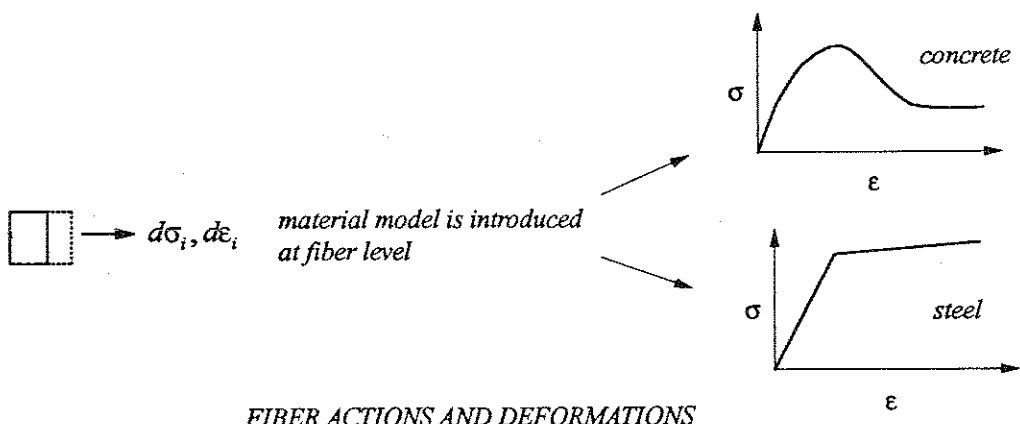 concrete
σ
ε
dσᵢ, dεᵢ
material model is introduced
at fiber level
σ
steel
ε
FIBER ACTIONS AND DEFORMATIONS